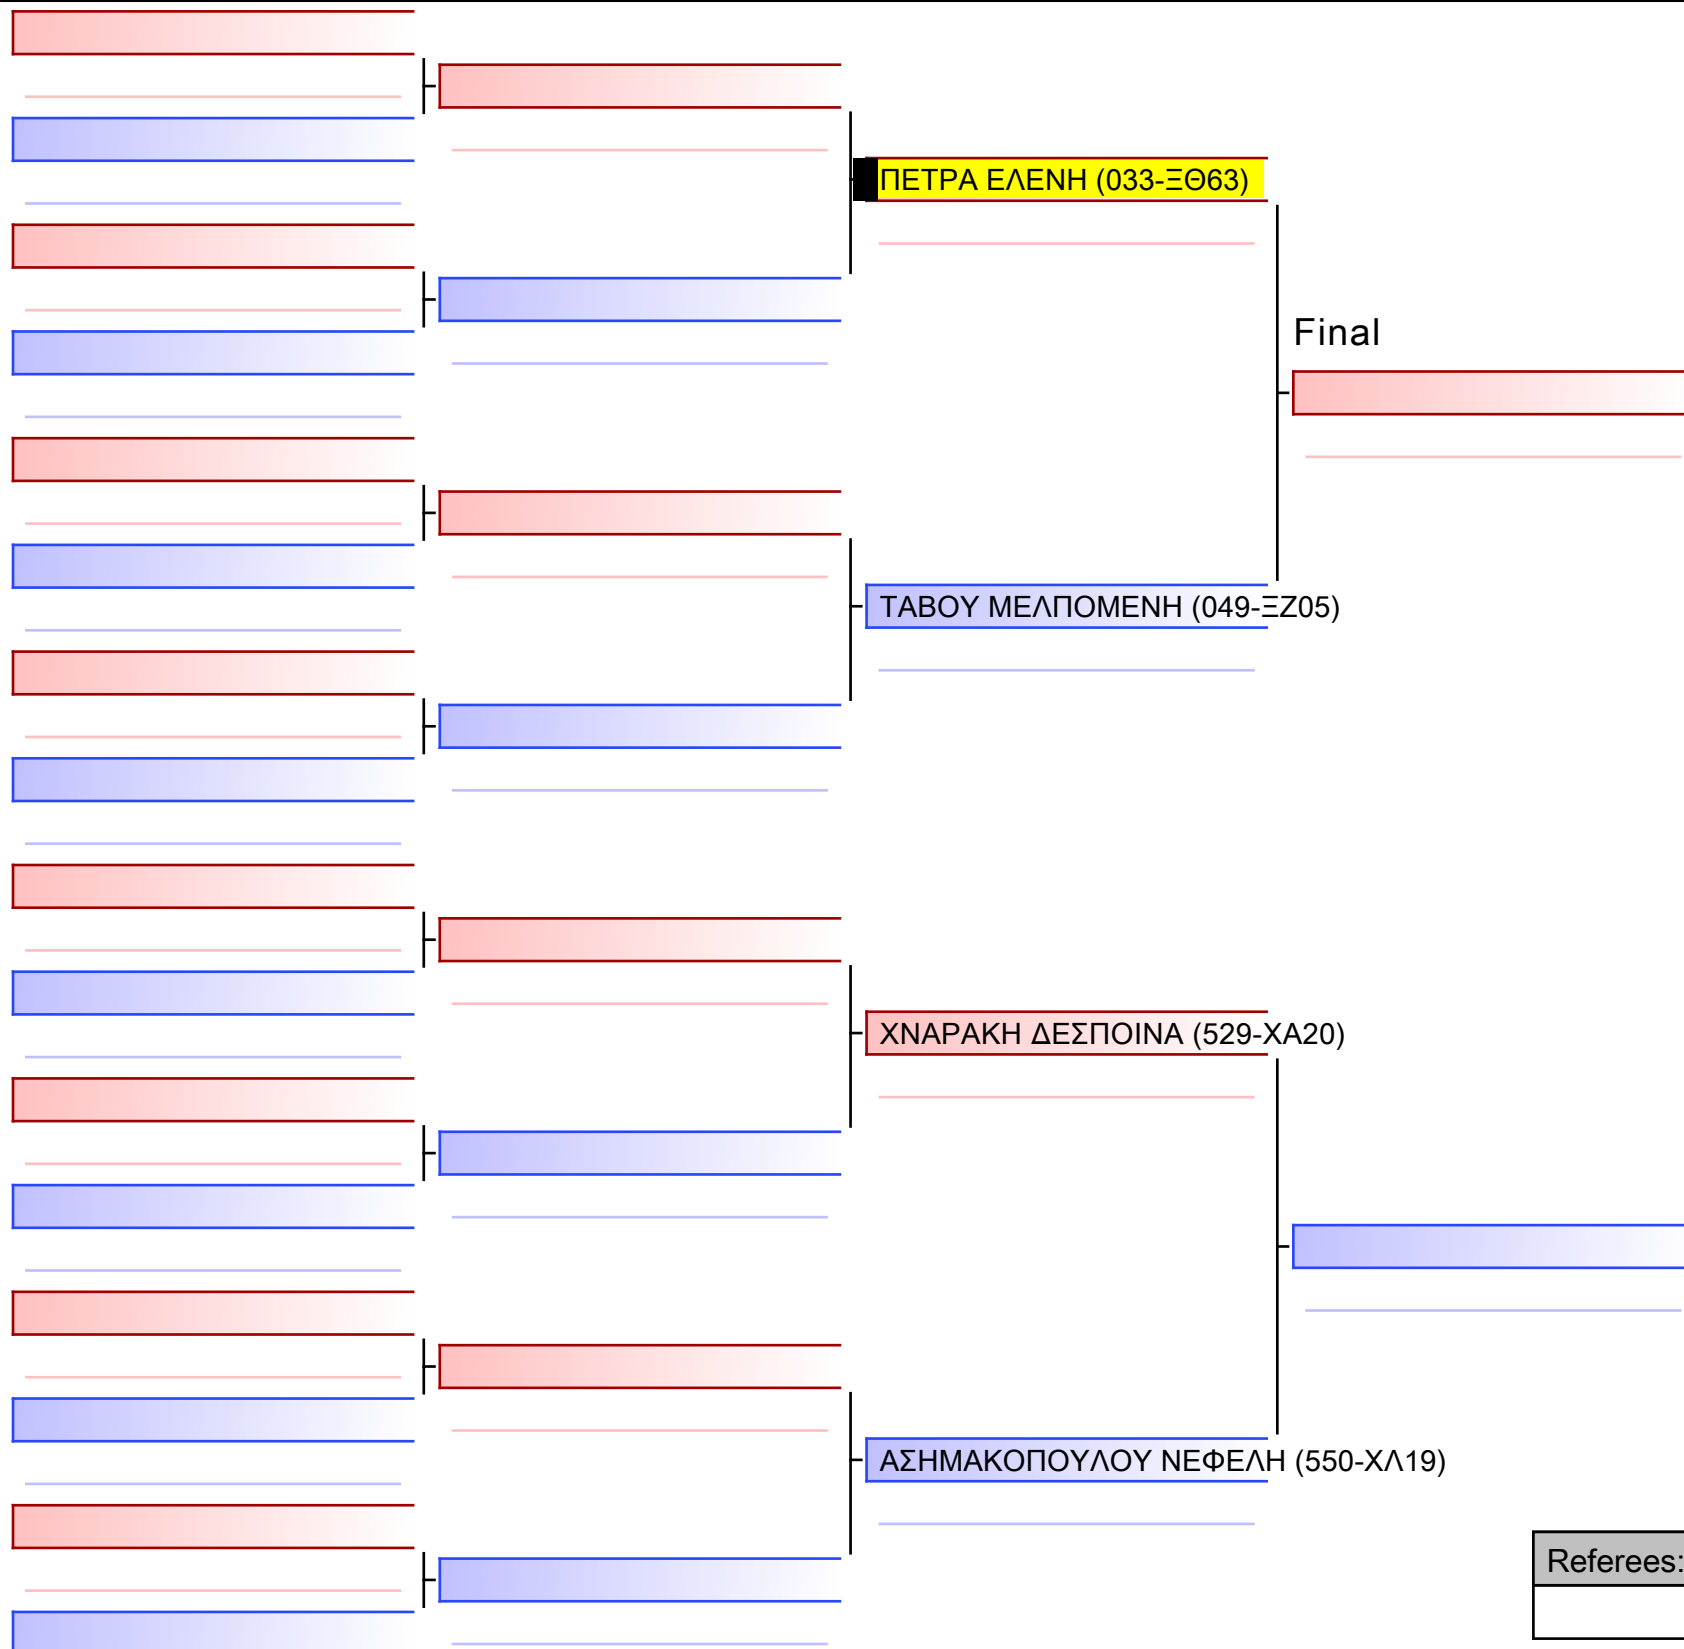 ΠΕΤΡΑ ΕΛΕΝΗ (033-ΞΘ63)
Final
ΤΑΒΟΥ ΜΕΛΠΟΜΕΝΗ (049-ΞΖ05)
ΧΝΑΡΑΚΗ ΔΕΣΠΟΙΝΑ (529-ΧΑ20)
ΑΣΗΜΑΚΟΠΟΥΛΟΥ ΝΕΦΕΛΗ (550-ΧΛ19)
Referees: